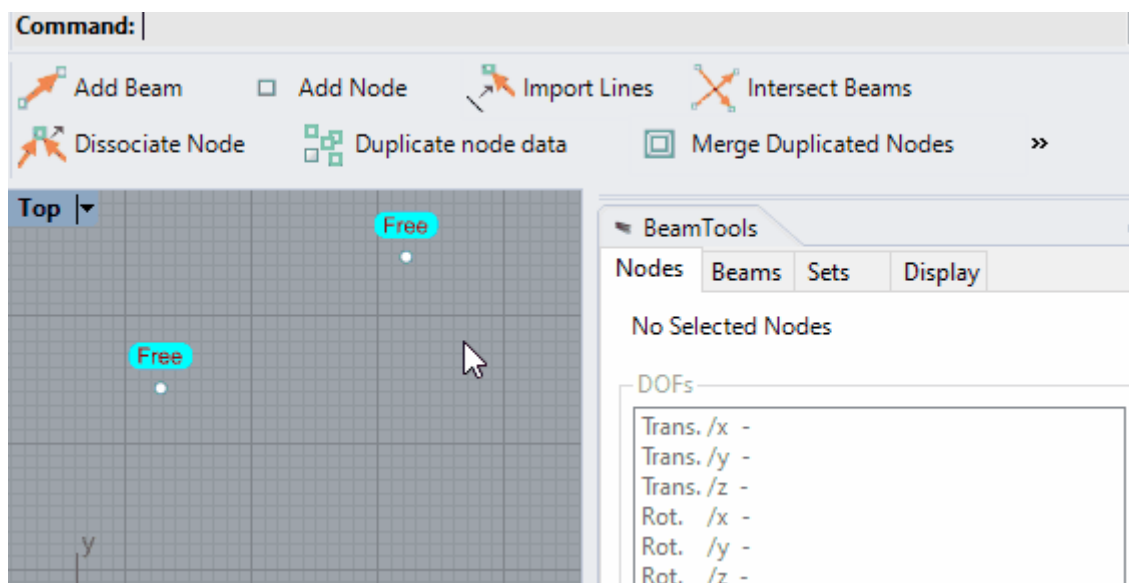 Command:
Add Beam Add Node Import Lines Intersect Beams
Dissociate Node Duplicate node data Merge Duplicated Nodes »
Top
Free
Free
y
BeamTools
Nodes Beams Sets Display
No Selected Nodes
DOFs
Trans. /x -
Trans. /y -
Trans. /z -
Rot. /x -
Rot. /y -
Rot. /z -